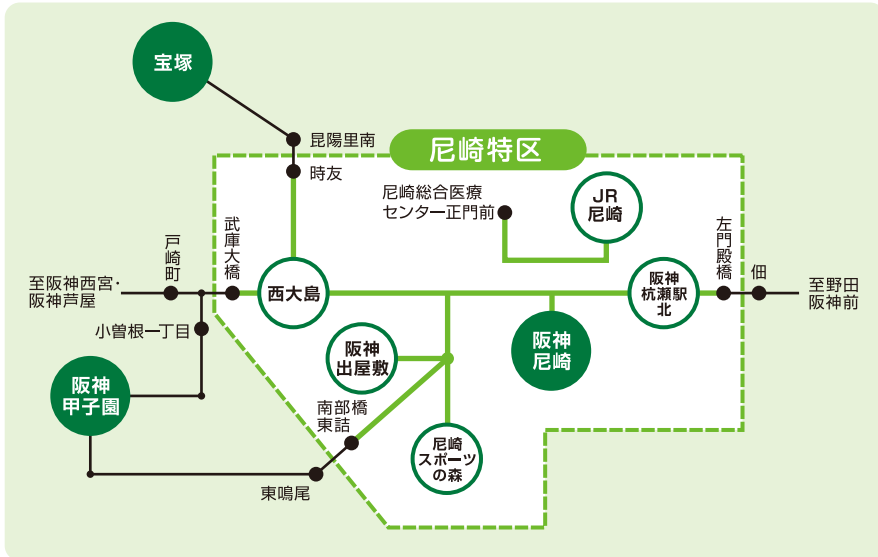 宝塚
昆陽里南
時友
尼崎特区
尼崎総合医療
センター正門前
JR
尼崎
武庫大橋
戸崎町
左門殿橋
佃
至阪神西宮・
阪神芦屋
西大島
阪神
杭瀬駅
北
至野田
阪神前
小曽根一丁目
阪神
出屋敷
阪神
尼崎
阪神
甲子園
南部橋
東詰
尼崎
スポーツ
の森
東鳴尾